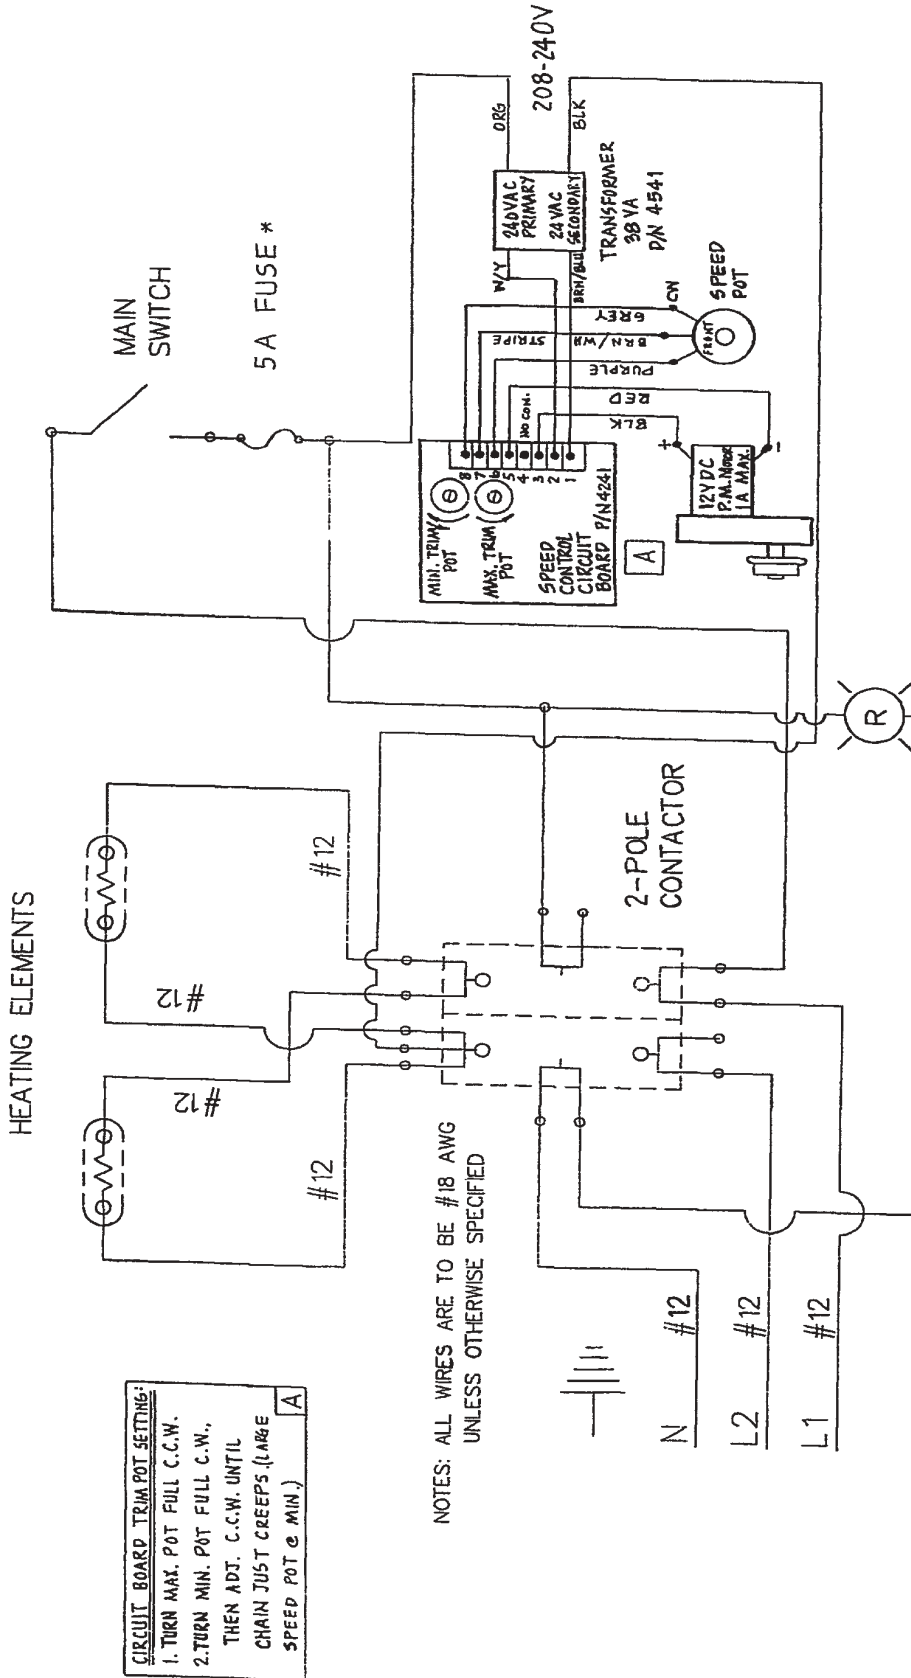 HEATING ELEMENTS
#12
#12
#12
#12
MAIN
SWITCH
5A FUSE *
208-240V
ORG
BLK
240VAC
PRIMARY
24VAC
SECONDARY
W/Y
BRN/BLU
TRANSFORMER
38 VA
P/N 4541
GREY
BRN/WH
STRIPE
PURPLE
RED
BLK
NO CON.
CW
FRONT
SPEED
POT
MIN. TRIM
POT
MAX. TRIM
POT
8
7
6
5
4
3
2
1
SPEED
CONTROL
CIRCUIT
BOARD P/N4241
A
+
-
12VDC
P.M. MOTOR
1A MAX.
2-POLE
CONTACTOR
R
CIRCUIT BOARD TRIM POT SETTING:
1. TURN MAX. POT FULL C.C.W.
2. TURN MIN. POT FULL C.W.,
THEN ADJ. C.C.W. UNTIL
CHAIN JUST CREEPS. (LARGE
SPEED POT @ MIN.)
A
NOTES: ALL WIRES ARE TO BE #18 AWG
UNLESS OTHERWISE SPECIFIED
N #12
L2 #12
L1 #12